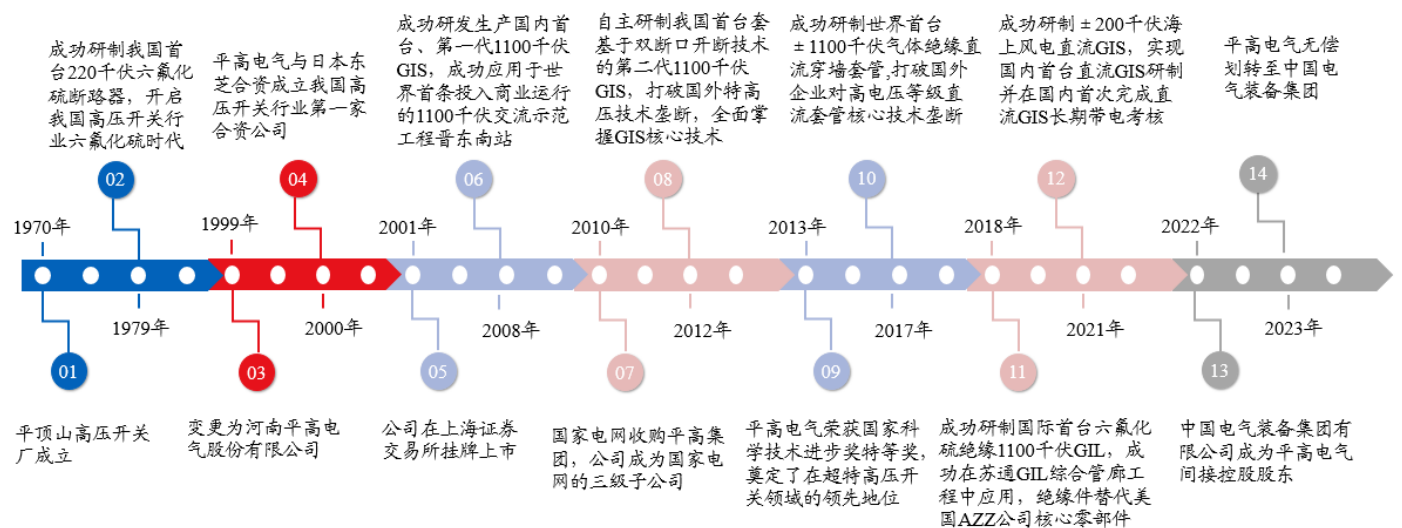 成功研制我国首
台220千伏六氟化
硫断路器，开启
我国高压开关行
业六氟化硫时代
平高电气与日本东
芝合资成立我国高
压开关行业第一家
合资公司
成功研发生产国内首
台、第一代1100千伏
GIS，成功应用于世
界首条投入商业运行
的1100千伏交流示范
工程晋东南站
自主研制我国首台套
基于双断口开断技术
的第二代1100千伏
GIS，打破国外特高
压技术垄断，全面掌
握GIS核心技术
成功研制世界首台
±1100千伏气体绝缘直
流穿墙套管,打破国外
企业对高电压等级直
流套管核心技术垄断
成功研制±200千伏海
上风电直流GIS，实现
国内首台直流GIS研制
并在国内首次完成直
流GIS长期带电考核
平高电气无偿
划转至中国电
气装备集团
02
04
06
08
10
12
14
1970年
1999年
2001年
2010年
2013年
2018年
2022年
1979年
2000年
2008年
2012年
2017年
2021年
2023年
01
03
05
07
09
11
13
平顶山高压开关
厂成立
变更为河南平高电
气股份有限公司
公司在上海证券
交易所挂牌上市
国家电网收购平高集
团，公司成为国家电
网的三级子公司
平高电气荣获国家科
学技术进步奖特等奖,
奠定了在超特高压开
关领域的领先地位
成功研制国际首台六氟化
硫绝缘1100千伏GIL，成
功在苏通GIL综合管廊工
程中应用，绝缘件替代美
国AZZ公司核心零部件
中国电气装备集团有
限公司成为平高电气
间接控股股东